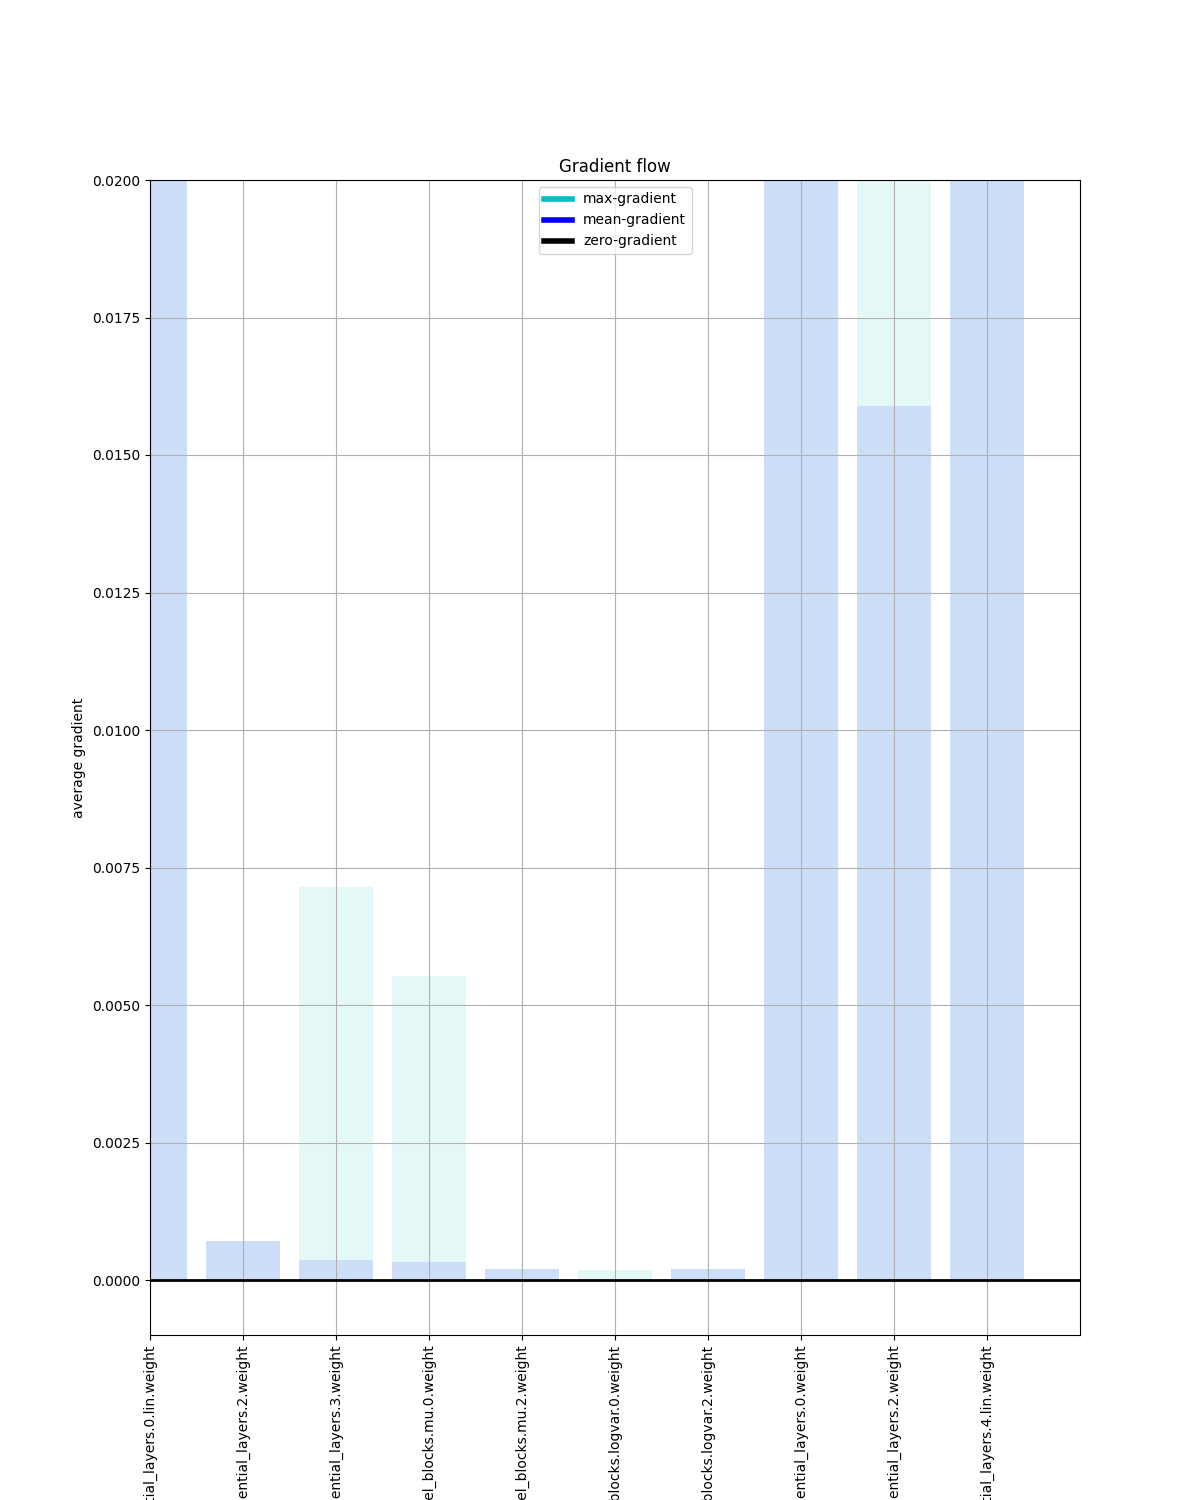 Gradient flow
max-gradient
mean-gradient
zero-gradient
0.0200
0.0175
0.0150
0.0125
0.0100
0.0075
0.0050
0.0025
0.0000
average gradient
tial_layers.0.lin.weight
ential_layers.2.weight
ential_layers.3.weight
el_blocks.mu.0.weight
el_blocks.mu.2.weight
blocks.logvar.0.weight
blocks.logvar.2.weight
ential_layers.0.weight
ential_layers.2.weight
tial_layers.4.lin.weight